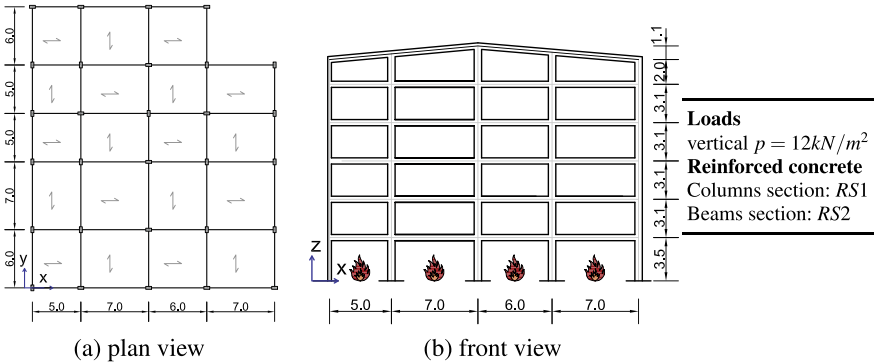 6.0
5.0
5.0
7.0
6.0
y
x
5.0
7.0
6.0
7.0
(a) plan view
1.1
2.0
3.1
3.1
3.1
3.1
3.5
z
x
5.0
7.0
6.0
7.0
(b) front view
Loads
vertical p = 12kN/m²
Reinforced concrete
Columns section: RS1
Beams section: RS2